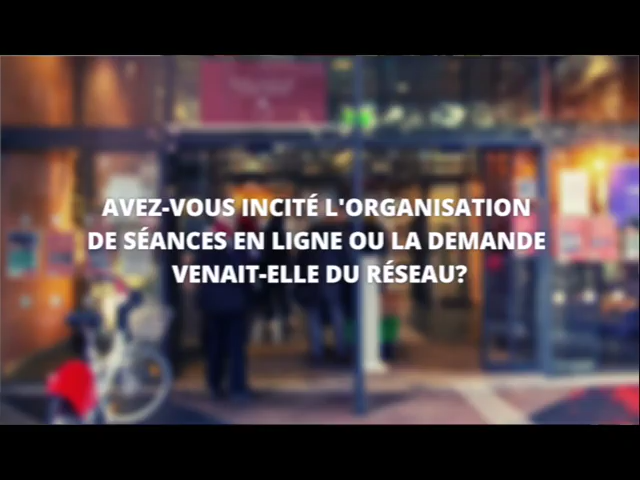 AVEZ-VOUS INCITÉ L'ORGANISATION
DE SÉANCES EN LIGNE OU LA DEMANDE
VENAIT-ELLE DU RÉSEAU?